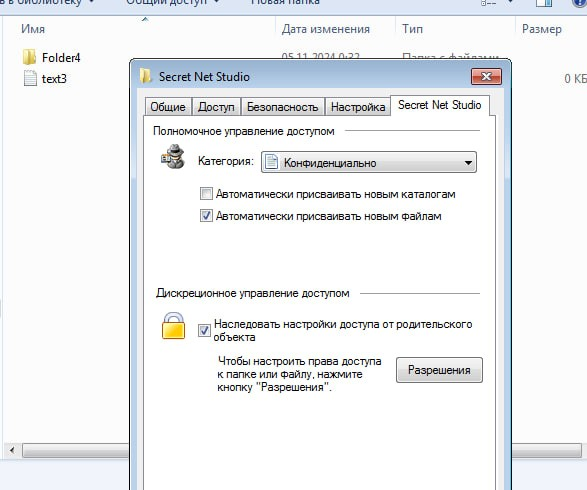 в библиотеку Общий доступ Новая папка
Имя Дата изменения Тип Размер
Folder4 05.11.2024 0:32 Папка с файлами
text3 0 КБ
Secret Net Studio
Общие Доступ Безопасность Настройка Secret Net Studio
Полномочное управление доступом
Категория: Конфиденциально
Автоматически присваивать новым каталогам
Автоматически присваивать новым файлам
Дискреционное управление доступом
Наследовать настройки доступа от родительского
объекта
Чтобы настроить права доступа
к папке или файлу, нажмите
кнопку "Разрешения".
Разрешения